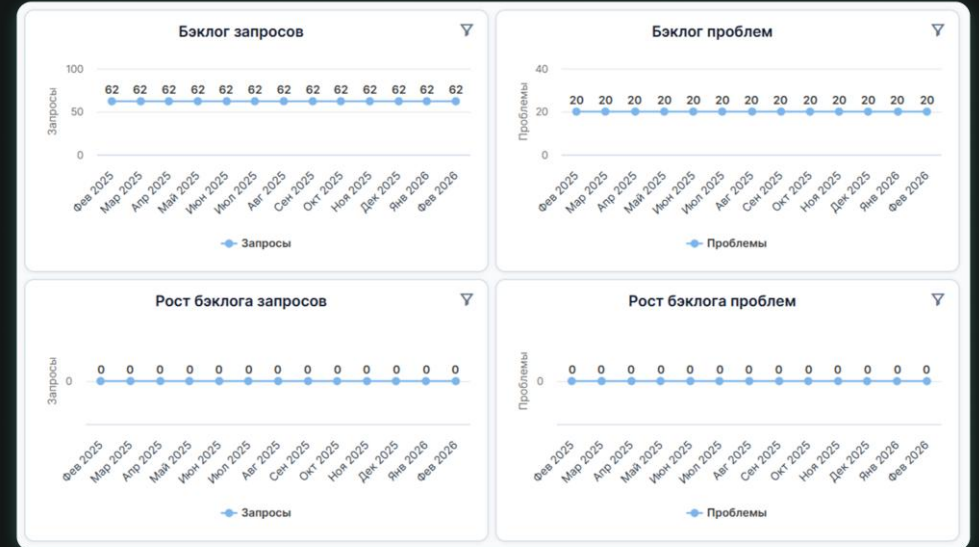 Бэклог запросов
Запросы
100
50
0
62 62 62 62 62 62 62 62 62 62 62 62 62
Фев 2025 Мар 2025 Апр 2025 Май 2025 Июн 2025 Июл 2025 Авг 2025 Сен 2025 Окт 2025 Ноя 2025 Дек 2025 Янв 2026 Фев 2026
Запросы
Бэклог проблем
Проблемы
40
20
0
20 20 20 20 20 20 20 20 20 20 20 20 20
Фев 2025 Мар 2025 Апр 2025 Май 2025 Июн 2025 Июл 2025 Авг 2025 Сен 2025 Окт 2025 Ноя 2025 Дек 2025 Янв 2026 Фев 2026
Проблемы
Рост бэклога запросов
Запросы
0
0 0 0 0 0 0 0 0 0 0 0 0 0
Фев 2025 Мар 2025 Апр 2025 Май 2025 Июн 2025 Июл 2025 Авг 2025 Сен 2025 Окт 2025 Ноя 2025 Дек 2025 Янв 2026 Фев 2026
Запросы
Рост бэклога проблем
Проблемы
0
0 0 0 0 0 0 0 0 0 0 0 0 0
Фев 2025 Мар 2025 Апр 2025 Май 2025 Июн 2025 Июл 2025 Авг 2025 Сен 2025 Окт 2025 Ноя 2025 Дек 2025 Янв 2026 Фев 2026
Проблемы